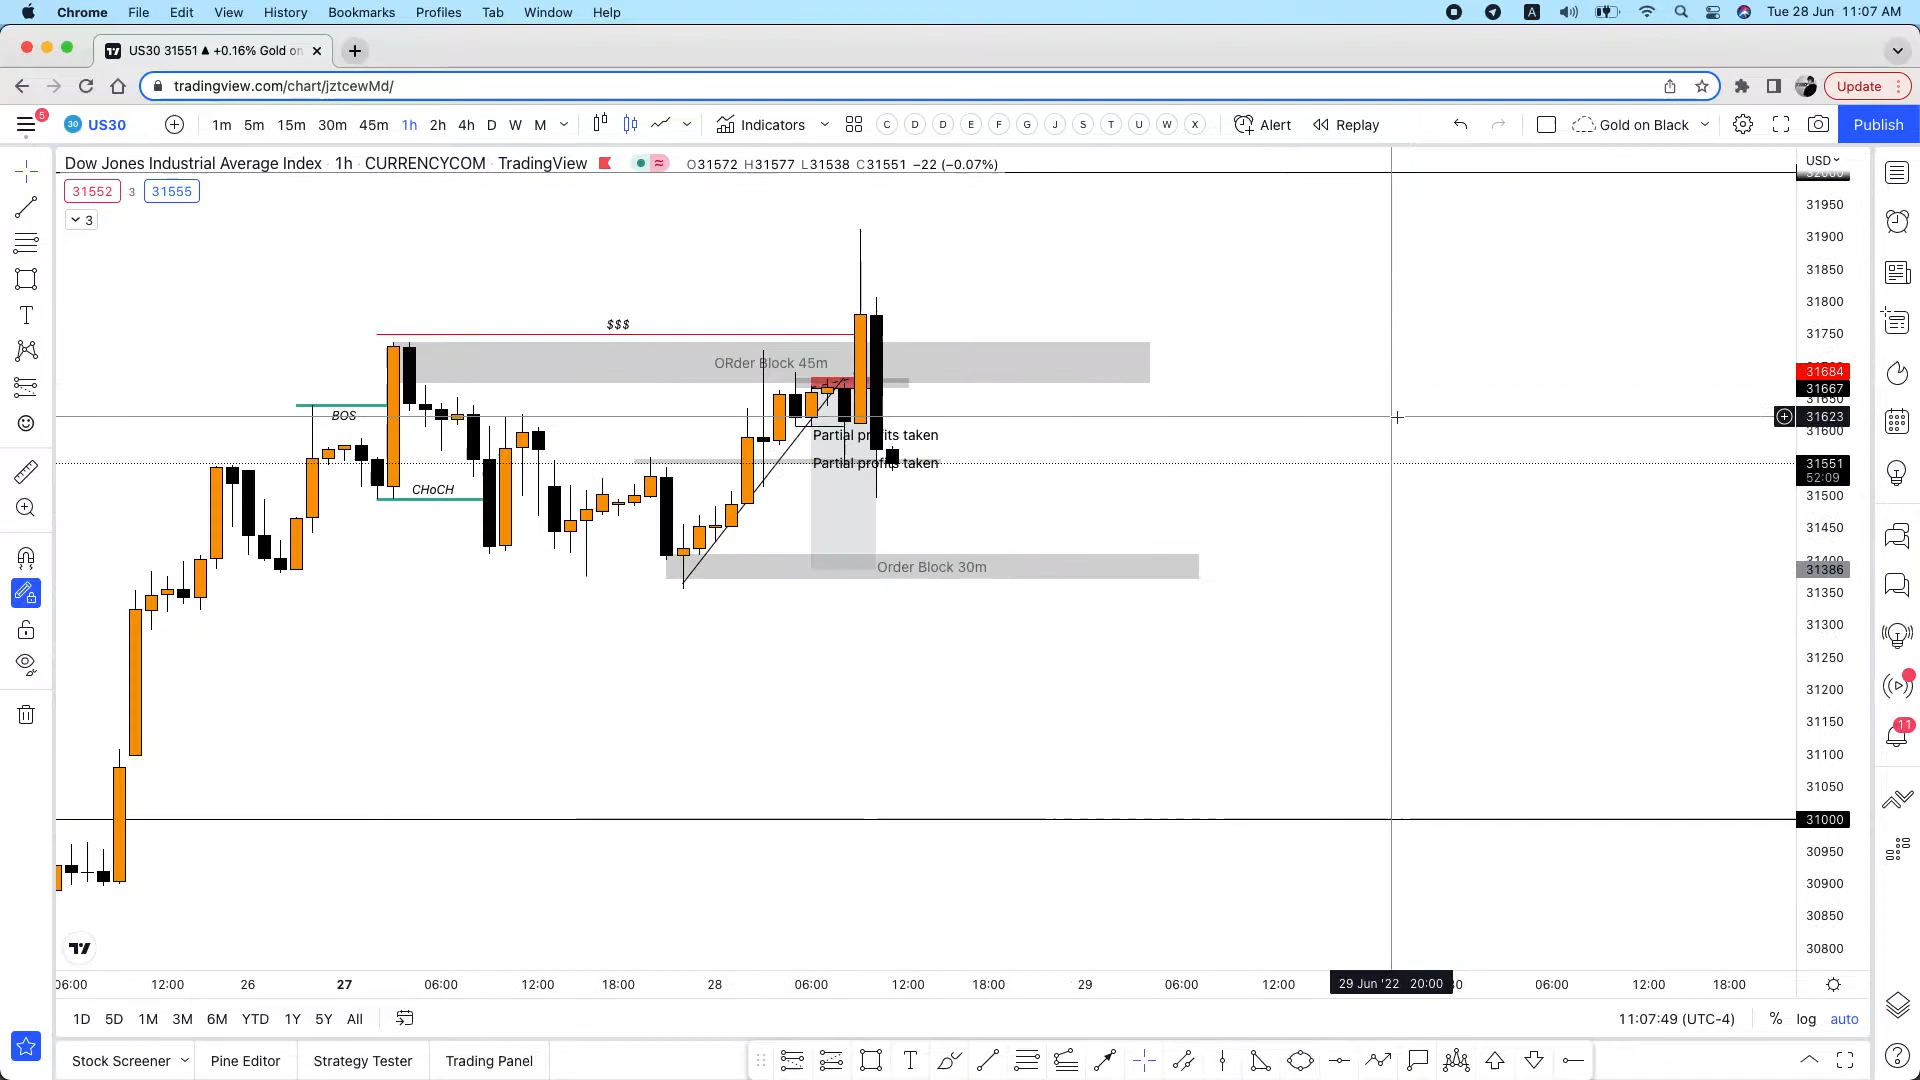 Chrome File Edit View History Bookmarks Profiles Tab Window Help A Tue 28 Jun 11:07 AM
US30 31551 ▲ +0.16% Gold on
tradingview.com/chart/jztcewMd/ Update
5 30 US30 1m 5m 15m 30m 45m 1h 2h 4h D W M Indicators C D D E F G J S T U W X Alert Replay Gold on Black Publish
Dow Jones Industrial Average Index · 1h · CURRENCYCOM · TradingView O31572 H31577 L31538 C31551 −22 (−0.07%) USD
32000
31552 3 31555
31950
3
31900
31850
31800
$$$
31750
ORder Block 45m
31684
31667
31650
BOS
31623
31600
Partial profits taken
Partial profits taken
31551
52:09
CHoCH
31500
31450
31400
Order Block 30m
31386
31350
31300
31250
31200
31150
11
31100
31050
31000
30950
30900
30850
30800
06:00 12:00 26 27 06:00 12:00 18:00 28 06:00 12:00 18:00 29 06:00 12:00 29 Jun '22 20:00 06:00 12:00 18:00
1D 5D 1M 3M 6M YTD 1Y 5Y All 11:07:49 (UTC-4) % log auto
Stock Screener Pine Editor Strategy Tester Trading Panel